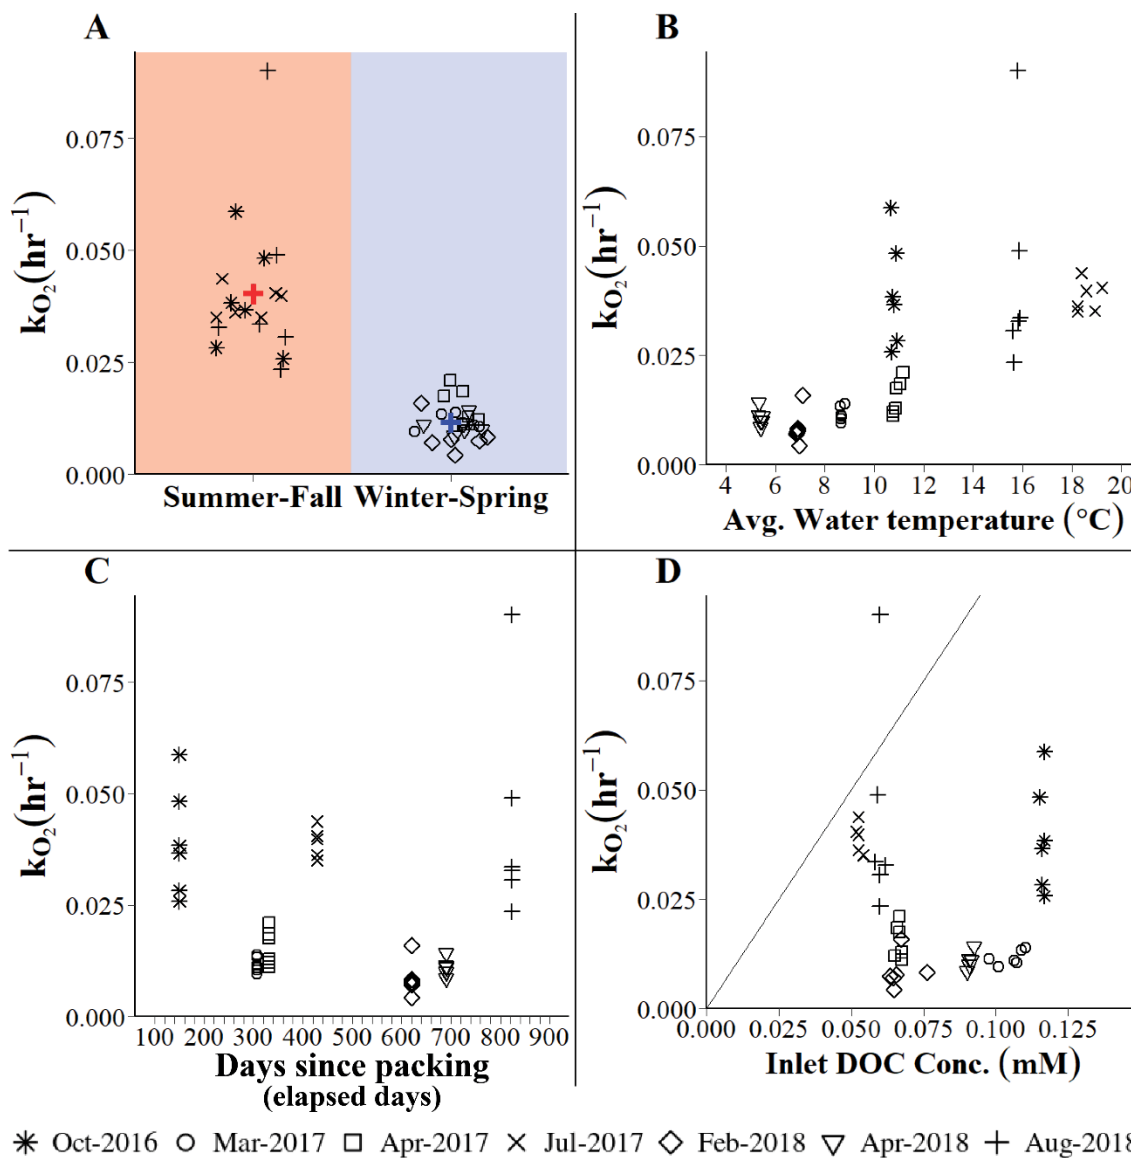 A
0.075
0.050
0.025
0.000
kO2(hr−1)
Summer-Fall Winter-Spring
B
0.075
0.050
0.025
0.000
kO2(hr−1)
4 6 8 10 12 14 16 18 20
Avg. Water temperature (°C)
C
0.075
0.050
0.025
0.000
kO2(hr−1)
100 200 300 400 500 600 700 800 900
Days since packing
(elapsed days)
D
0.075
0.050
0.025
0.000
kO2(hr−1)
0.000 0.025 0.050 0.075 0.100 0.125
Inlet DOC Conc. (mM)
Oct-2016 Mar-2017 Apr-2017 Jul-2017 Feb-2018 Apr-2018 Aug-2018